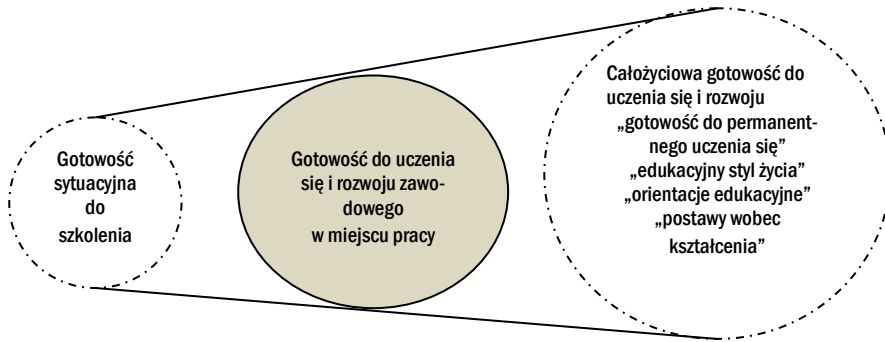 Gotowość
sytuacyjna
do
szkolenia
Gotowość do uczenia
się i rozwoju zawo-
dowego
w miejscu pracy
Całożyciowa gotowość do
uczenia się i rozwoju
„gotowość do permanent-
nego uczenia się”
„edukacyjny styl życia”
„orientacje edukacyjne”
„postawy wobec
kształcenia”